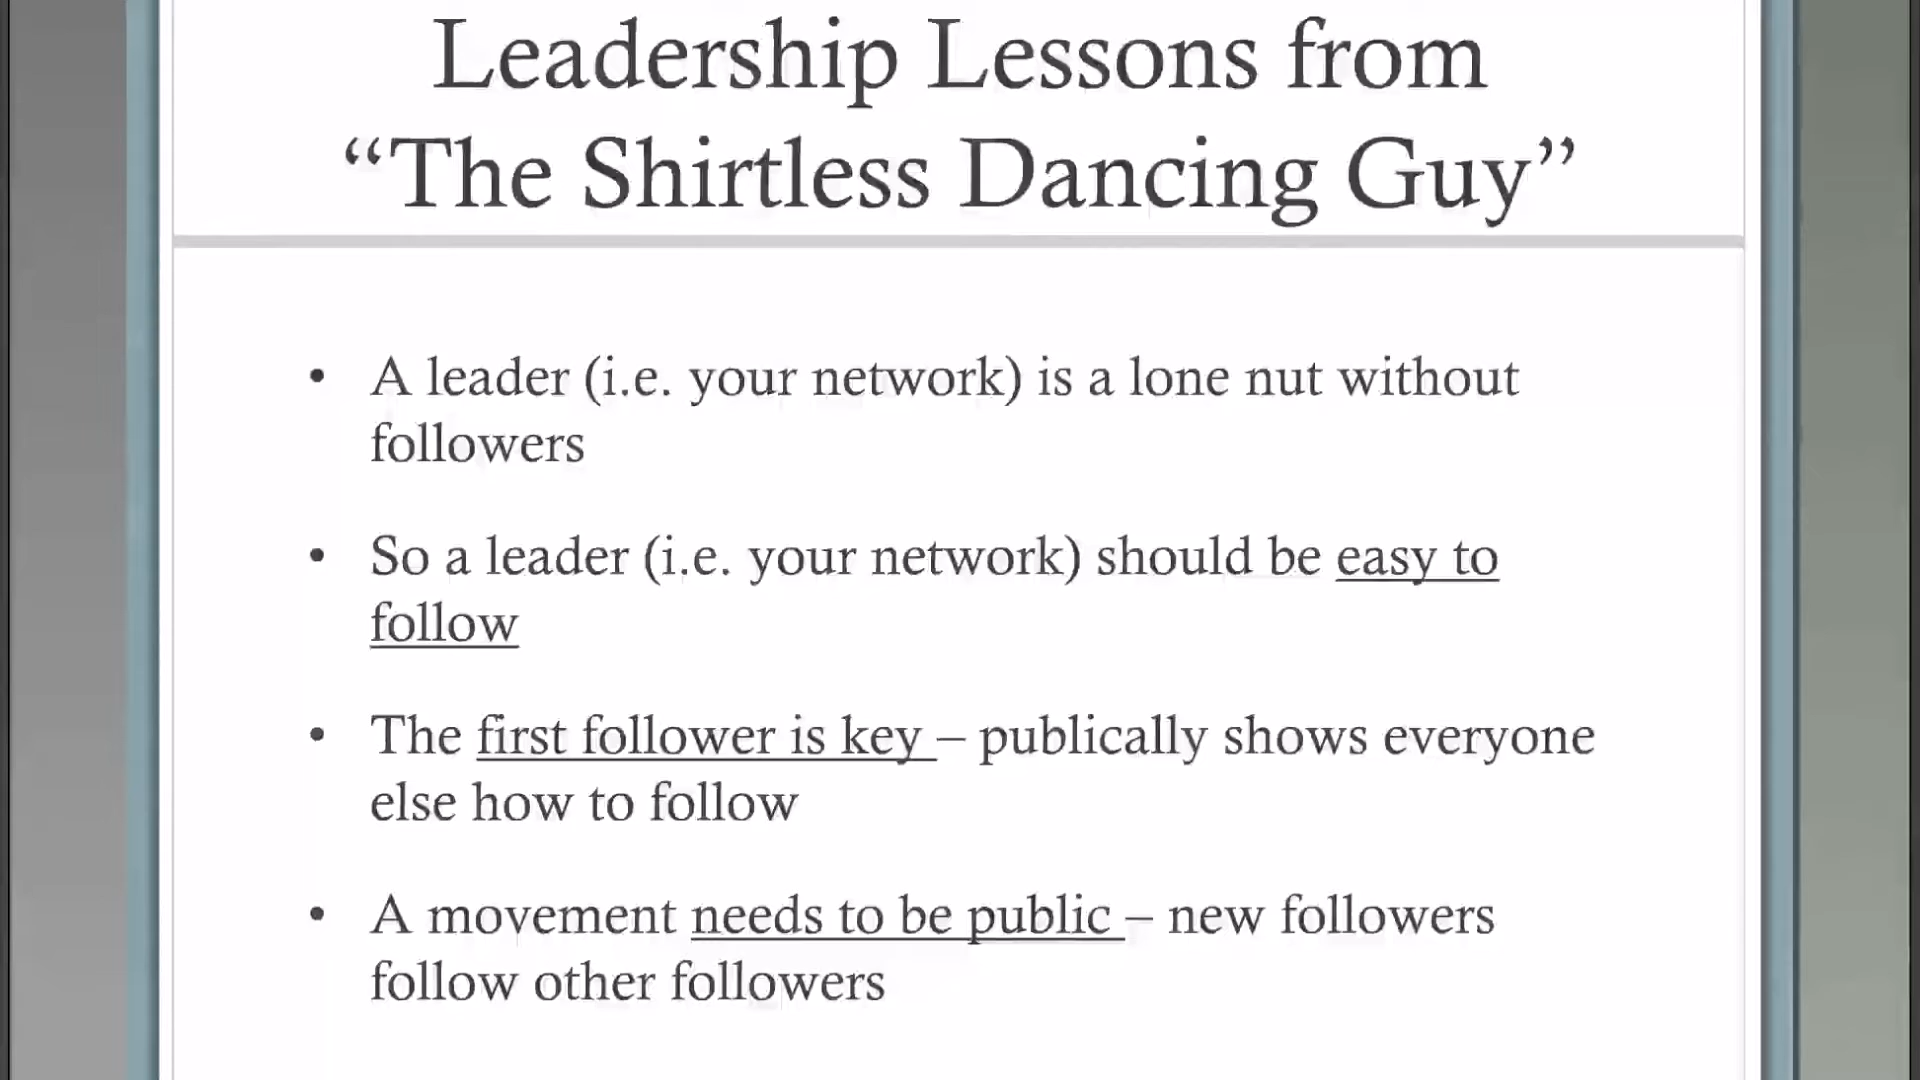 Leadership Lessons from
“The Shirtless Dancing Guy”
• A leader (i.e. your network) is a lone nut without
followers
• So a leader (i.e. your network) should be easy to
follow
• The first follower is key – publically shows everyone
else how to follow
• A movement needs to be public – new followers
follow other followers